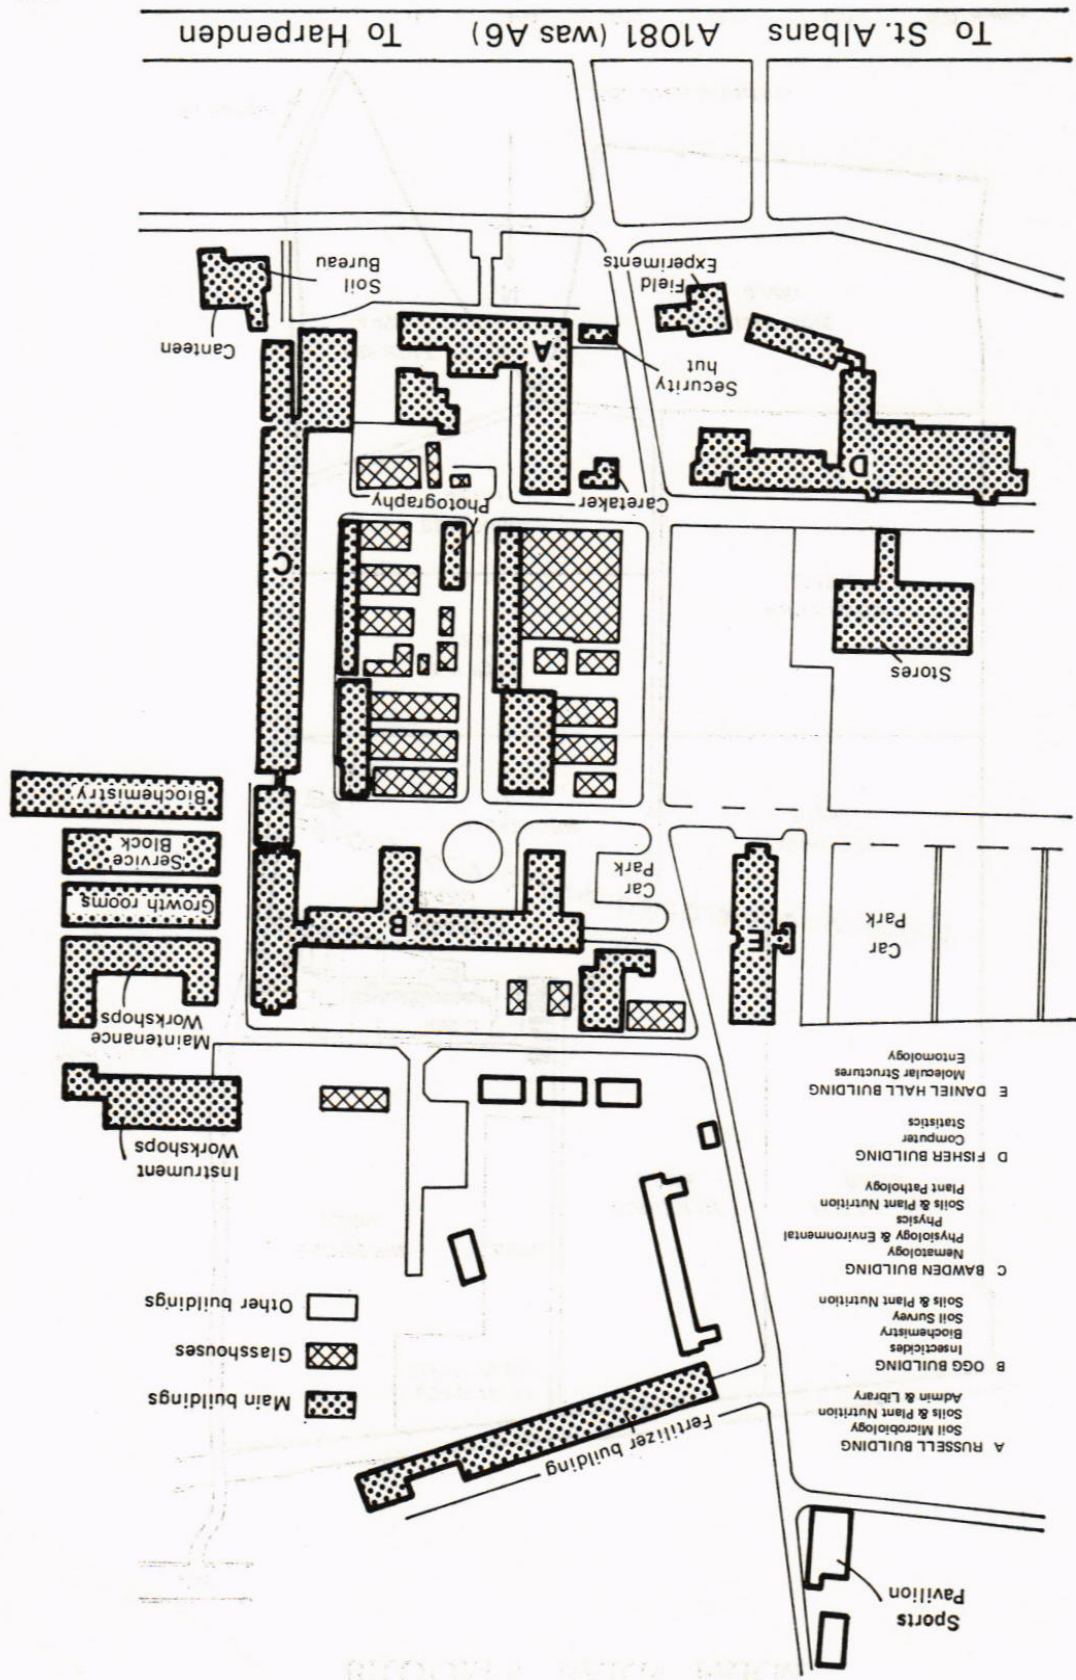 Sports
Pavilion
A RUSSELL BUILDING
Soil Microbiology
Soils & Plant Nutrition
Admin & Library
B OGG BUILDING
Insecticides
Biochemistry
Soil Survey
Soils & Plant Nutrition
C BAWDEN BUILDING
Nematology
Physiology & Environmental
Physics
Soils & Plant Nutrition
Plant Pathology
D FISHER BUILDING
Computer
Statistics
E DANIEL HALL BUILDING
Molecular Structures
Entomology
Fertilizer building
Main buildings
Glasshouses
Other buildings
Instrument
Workshops
Maintenance
Workshops
Growth rooms
Service
Block
Biochemistry
Car
Park
E
Car
Park
B
Stores
C
Caretaker
Photography
D
Security
hut
A
Canteen
Field
Experiments
Soil
Bureau
To St. Albans
A1081 (was A6)
To Harpenden